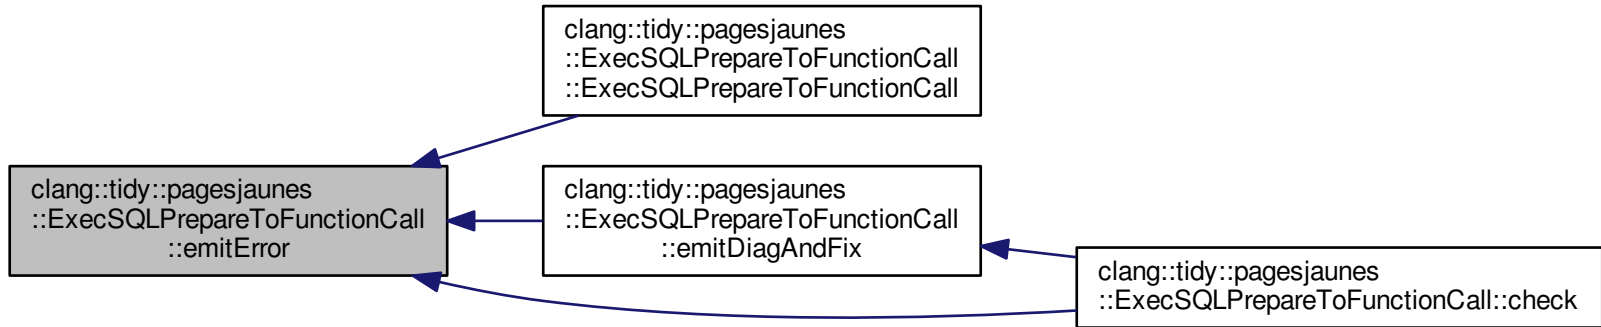 clang::tidy::pagesjaunes
::ExecSQLPrepareToFunctionCall
::ExecSQLPrepareToFunctionCall
clang::tidy::pagesjaunes
::ExecSQLPrepareToFunctionCall
::emitError
clang::tidy::pagesjaunes
::ExecSQLPrepareToFunctionCall
::emitDiagAndFix
clang::tidy::pagesjaunes
::ExecSQLPrepareToFunctionCall::check